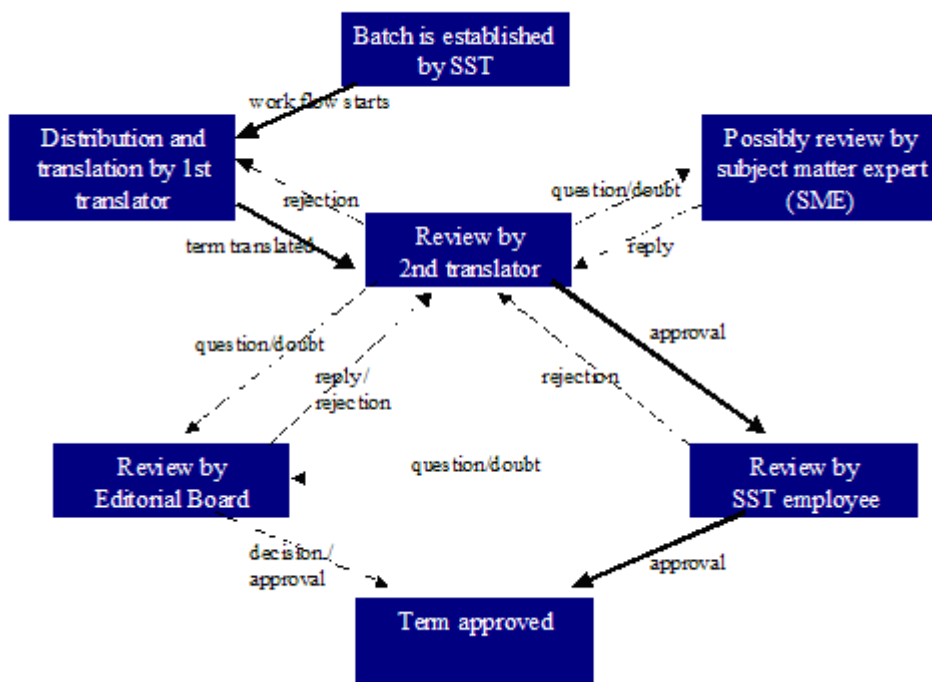 Batch is established
by SST
work flow starts
Distribution and
translation by 1st
translator
Possibly review by
subject matter expert
(SME)
rejection
question/doubt
term translated
Review by
2nd translator
reply
question/doubt
approval
reply/
rejection
rejection
Review by
Editorial Board
question/doubt
Review by
SST employee
decision/
approval
approval
Term approved